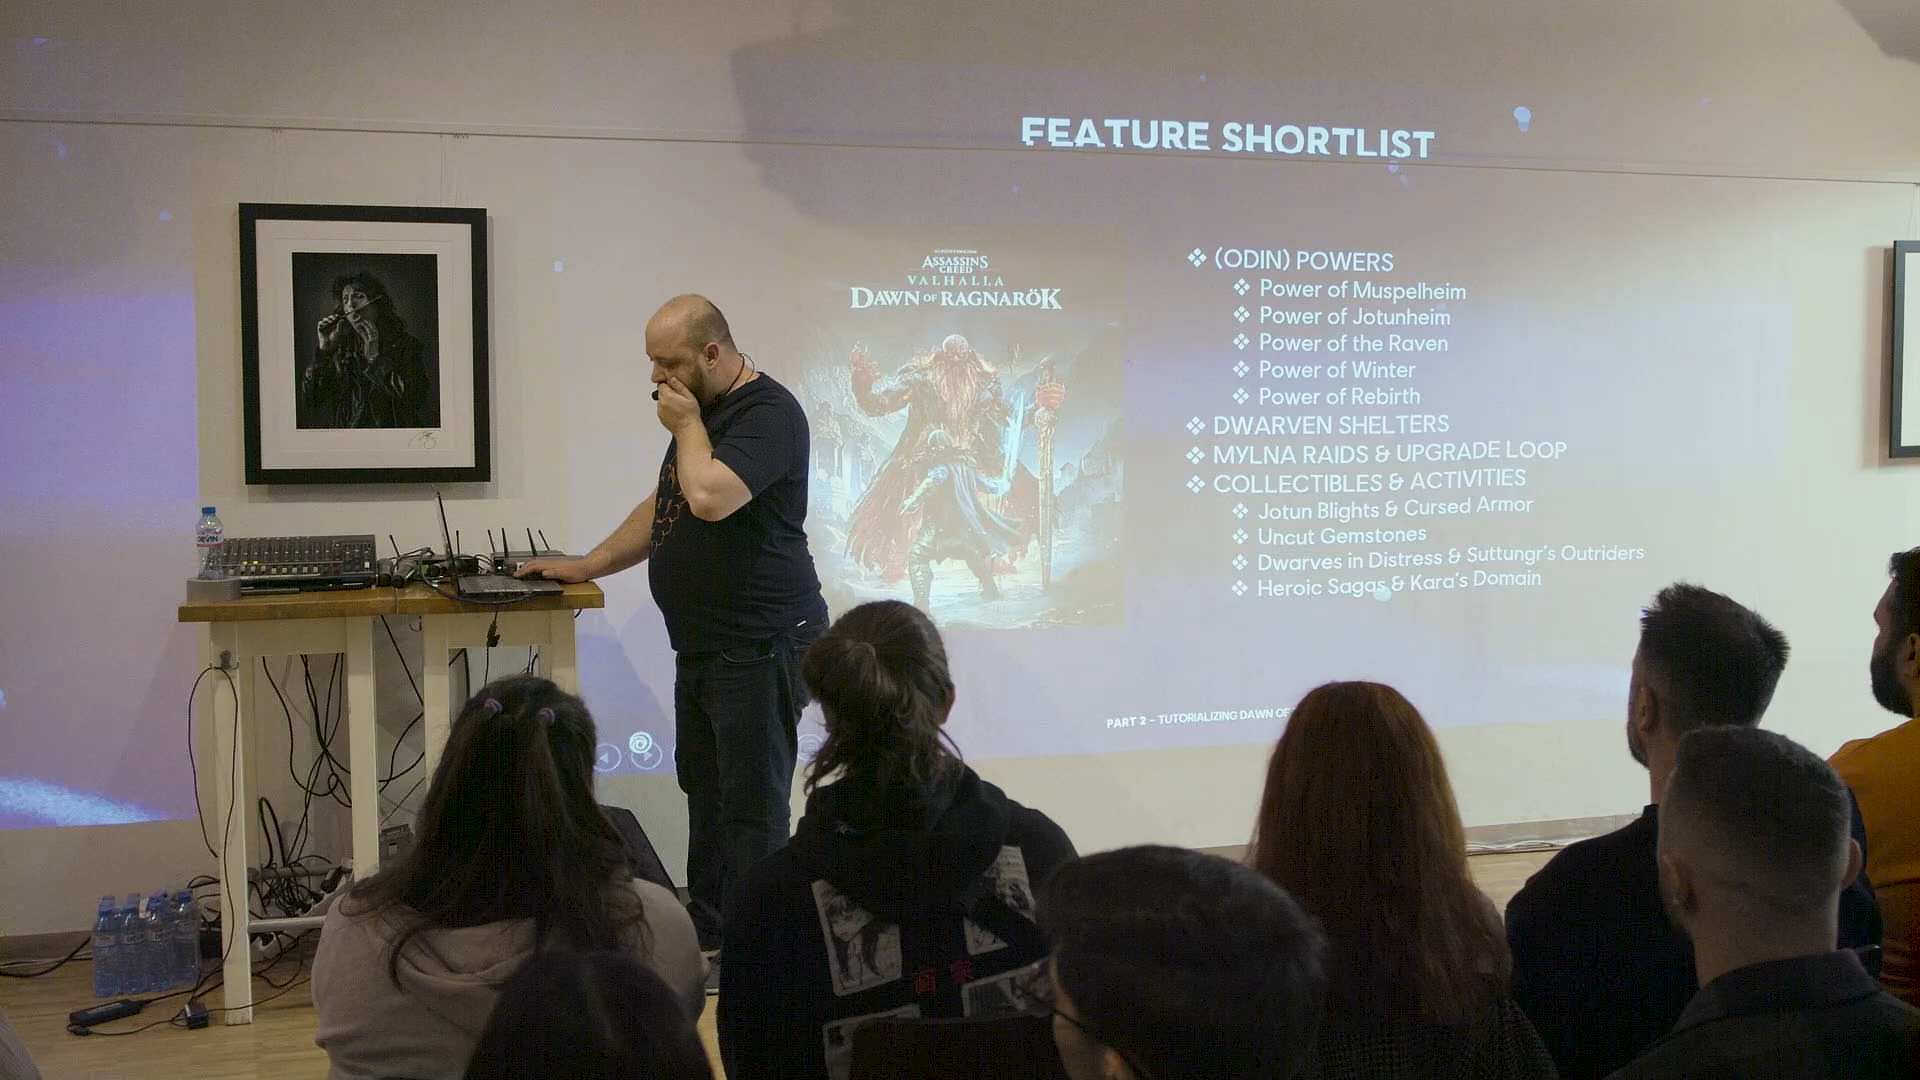 FEATURE SHORTLIST
ASSASSIN'S
CREED
VALHALLA
DAWN OF RAGNARÖK
❖ (ODIN) POWERS
❖ Power of Muspelheim
❖ Power of Jotunheim
❖ Power of the Raven
❖ Power of Winter
❖ Power of Rebirth
❖ DWARVEN SHELTERS
❖ MYLNA RAIDS & UPGRADE LOOP
❖ COLLECTIBLES & ACTIVITIES
❖ Jotun Blights & Cursed Armor
❖ Uncut Gemstones
❖ Dwarves in Distress & Suttungr's Outriders
❖ Heroic Sagas & Kara's Domain
PART 2 - TUTORIALIZING DAWN OF
DEVIN